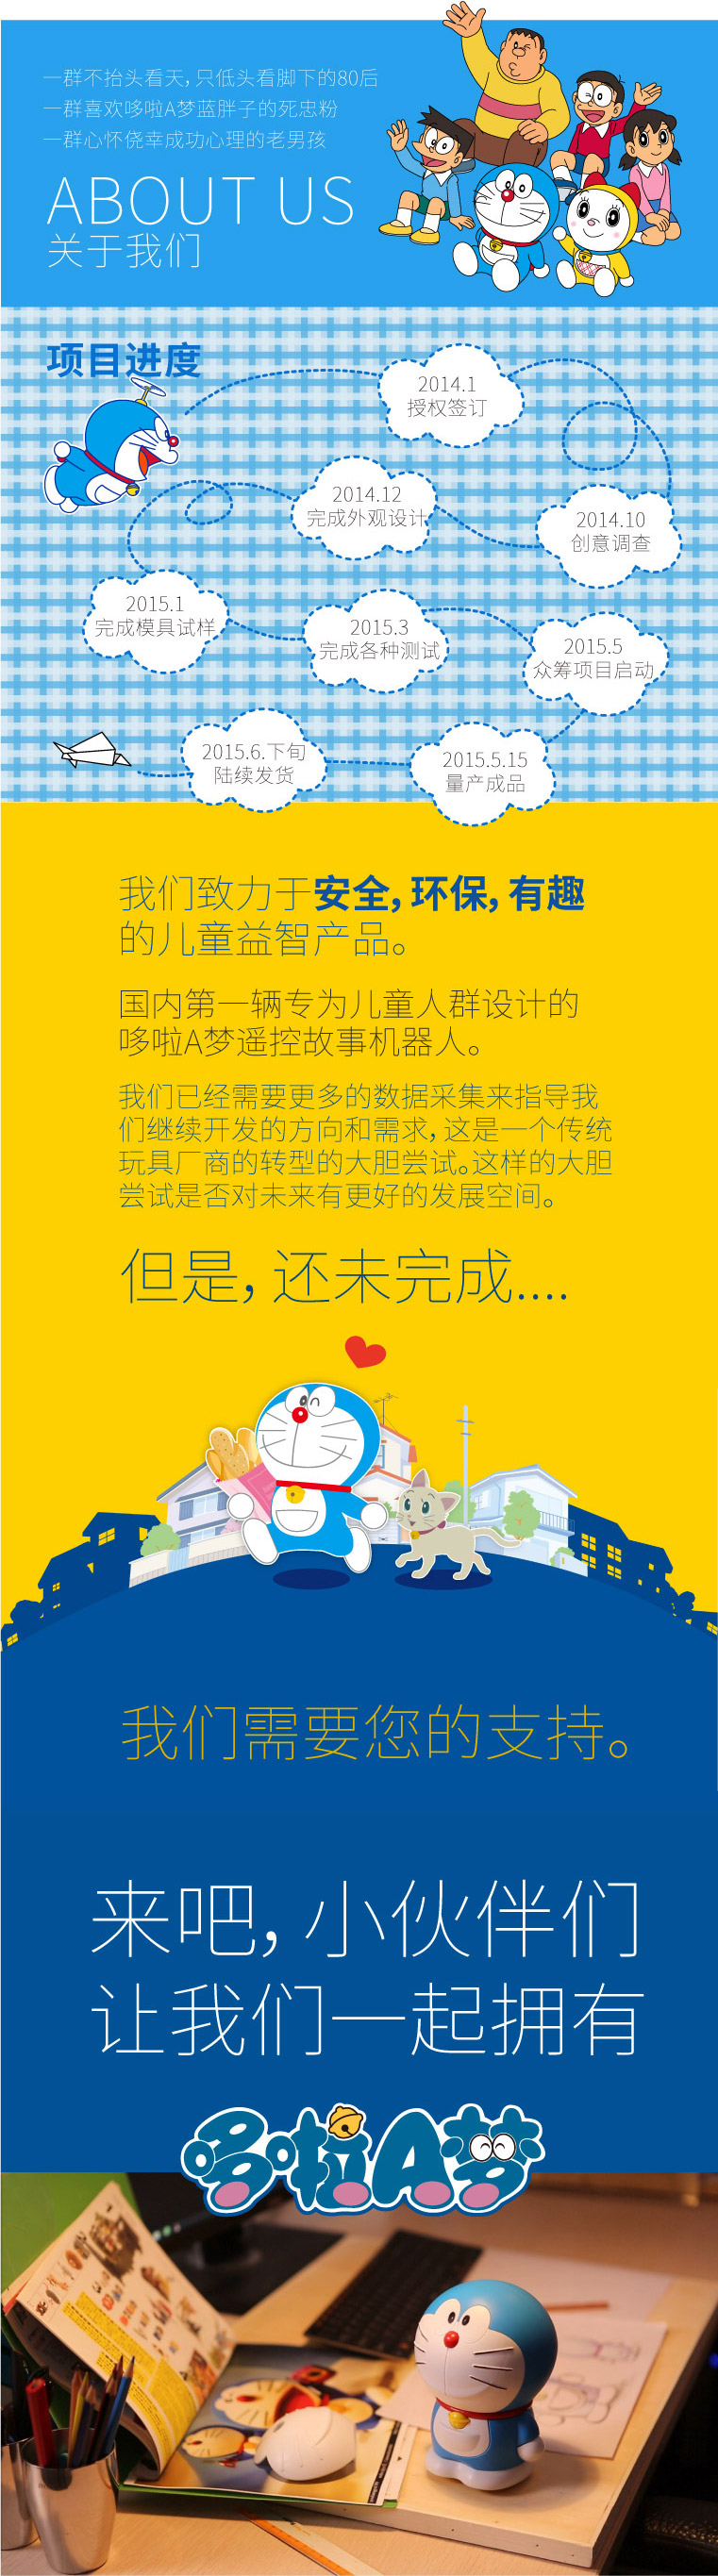 一群不抬头看天, 只低头看脚下的80后
一群喜欢哆啦A梦蓝胖子的死忠粉
一群心怀侥幸成功心理的老男孩
ABOUT US
关于我们
项目进度
2014.1
授权签订
2014.10
创意调查
2014.12
完成外观设计
2015.1
完成模具试样
2015.3
完成各种测试
2015.5
众筹项目启动
2015.5.15
量产成品
2015.6.下旬
陆续发货
我们致力于安全, 环保, 有趣
的儿童益智产品。
国内第一辆专为儿童人群设计的
哆啦A梦遥控故事机器人。
我们已经需要更多的数据采集来指导我
们继续开发的方向和需求, 这是一个传统
玩具厂商的转型的大胆尝试。这样的大胆
尝试是否对未来有更好的发展空间。
但是, 还未完成....
我们需要您的支持。
来吧, 小伙伴们
让我们一起拥有
哆啦A梦